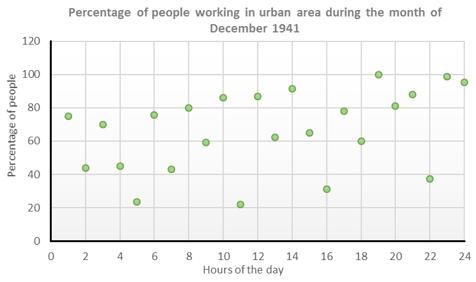 Percentage of people working in urban area during the month of
December 1941
120
100
80
60
40
20
0
Percentage of people
0 2 4 6 8 10 12 14 16 18 20 22 24
Hours of the day